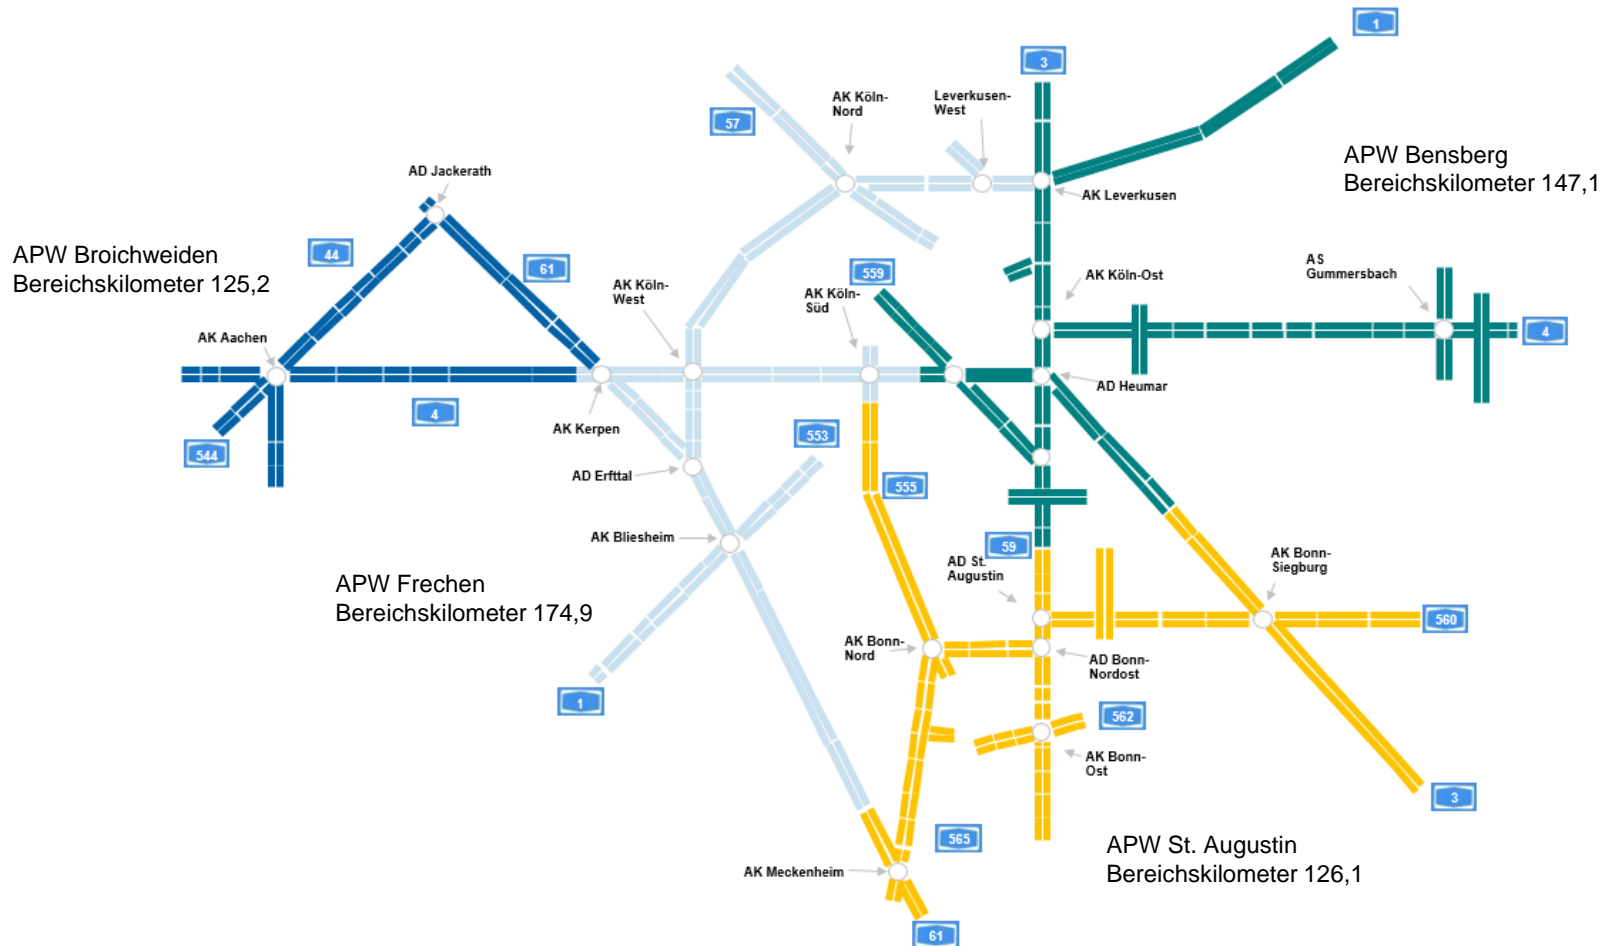 1
3
AK Köln-
Nord
Leverkusen-
West
57
APW Bensberg
Bereichskilometer 147,1
AD Jackerath
AK Leverkusen
APW Broichweiden
Bereichskilometer 125,2
44
61
AK Köln-
West
559
AK Köln-
Süd
AK Köln-Ost
AS
Gummersbach
AK Aachen
4
AD Heumar
4
AK Kerpen
544
553
AD Erfttal
555
AK Bliesheim
59
AD St.
Augustin
AK Bonn-
Siegburg
APW Frechen
Bereichskilometer 174,9
560
AK Bonn-
Nord
AD Bonn-
Nordost
1
562
AK Bonn-
Ost
3
565
APW St. Augustin
Bereichskilometer 126,1
AK Meckenheim
61